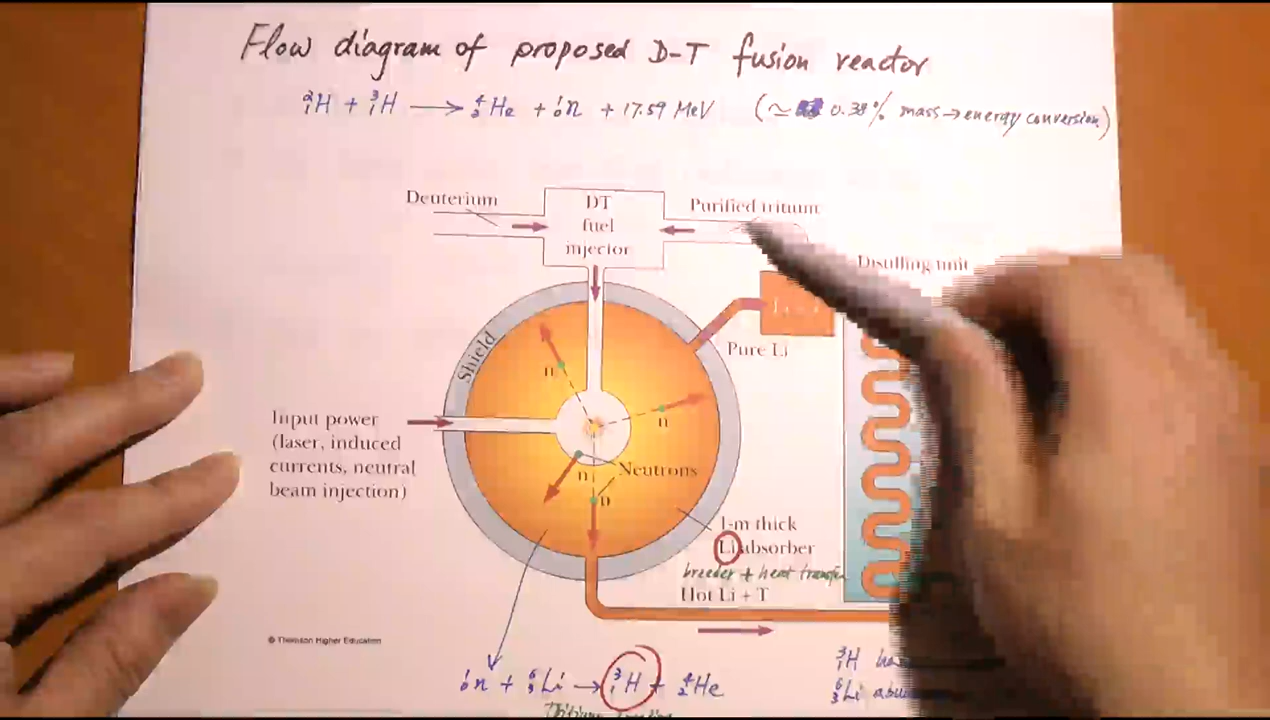 Flow diagram of proposed D-T fusion reactor
²₁H + ³₁H → ⁴₂He + ¹₀n + 17.59 MeV (≃ 0.38% mass→energy conversion)
Deuterium
DT
fuel
injector
Purified tritium
Distilling unit
Shield
Pure Li
n
n
Input power
(laser, induced
currents, neutral
beam injection)
Neutrons
n
n
1-m thick
Li absorber
breeder + heat transfer
Hot Li + T
© Thomson Higher Education
¹₀n + ⁶₃Li → ³₁H + ⁴₂He
³₁H
⁶₃Li